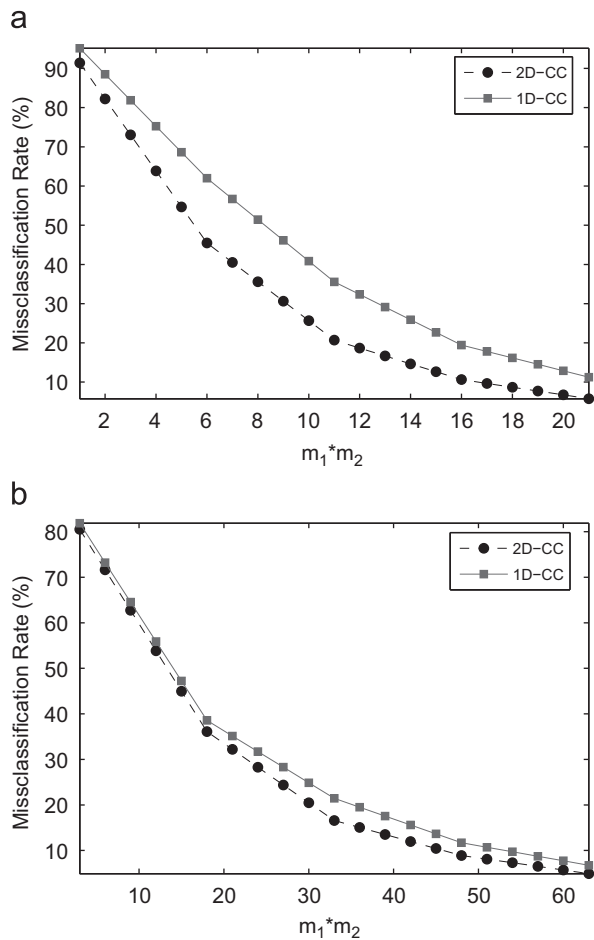 a
Missclassification Rate (%)
90
80
70
60
50
40
30
20
10
2D-CC
1D-CC
2 4 6 8 10 12 14 16 18 20
m₁*m₂
b
Missclassification Rate (%)
80
70
60
50
40
30
20
10
2D-CC
1D-CC
10 20 30 40 50 60
m₁*m₂